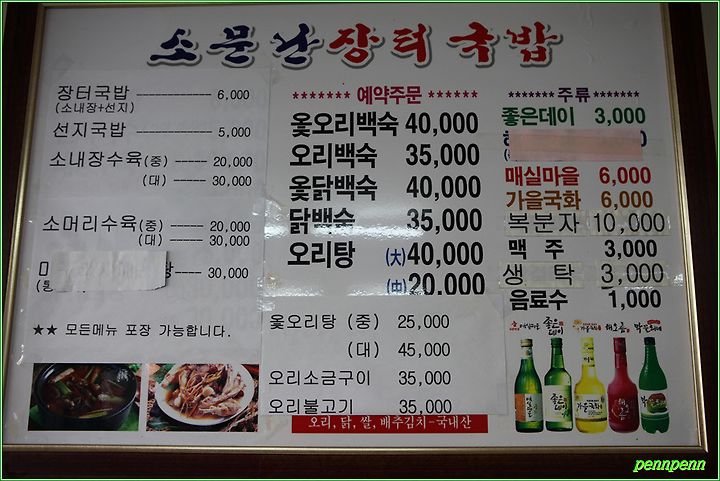 소문난장터국밥
장터국밥 6,000
(소내장+선지)
선지국밥 5,000
소내장수육(중) 20,000
(대) 30,000
소머리수육(중) 20,000
(대) 30,000
30,000
★★ 모든메뉴 포장 가능합니다.
******* 예약주문 ******
옻오리백숙 40,000
오리백숙 35,000
옻닭백숙 40,000
닭백숙 35,000
오리탕 (大) 40,000
(中) 20,000
옻오리탕 (중) 25,000
(대) 45,000
오리소금구이 35,000
오리불고기 35,000
오리,닭,쌀,배추김치-국내산
******* 주류 *******
좋은데이 3,000
매실마을 6,000
가을국화 6,000
복분자 10,000
맥주 3,000
생탁 3,000
음료수 1,000
좋은데이
pennpenn